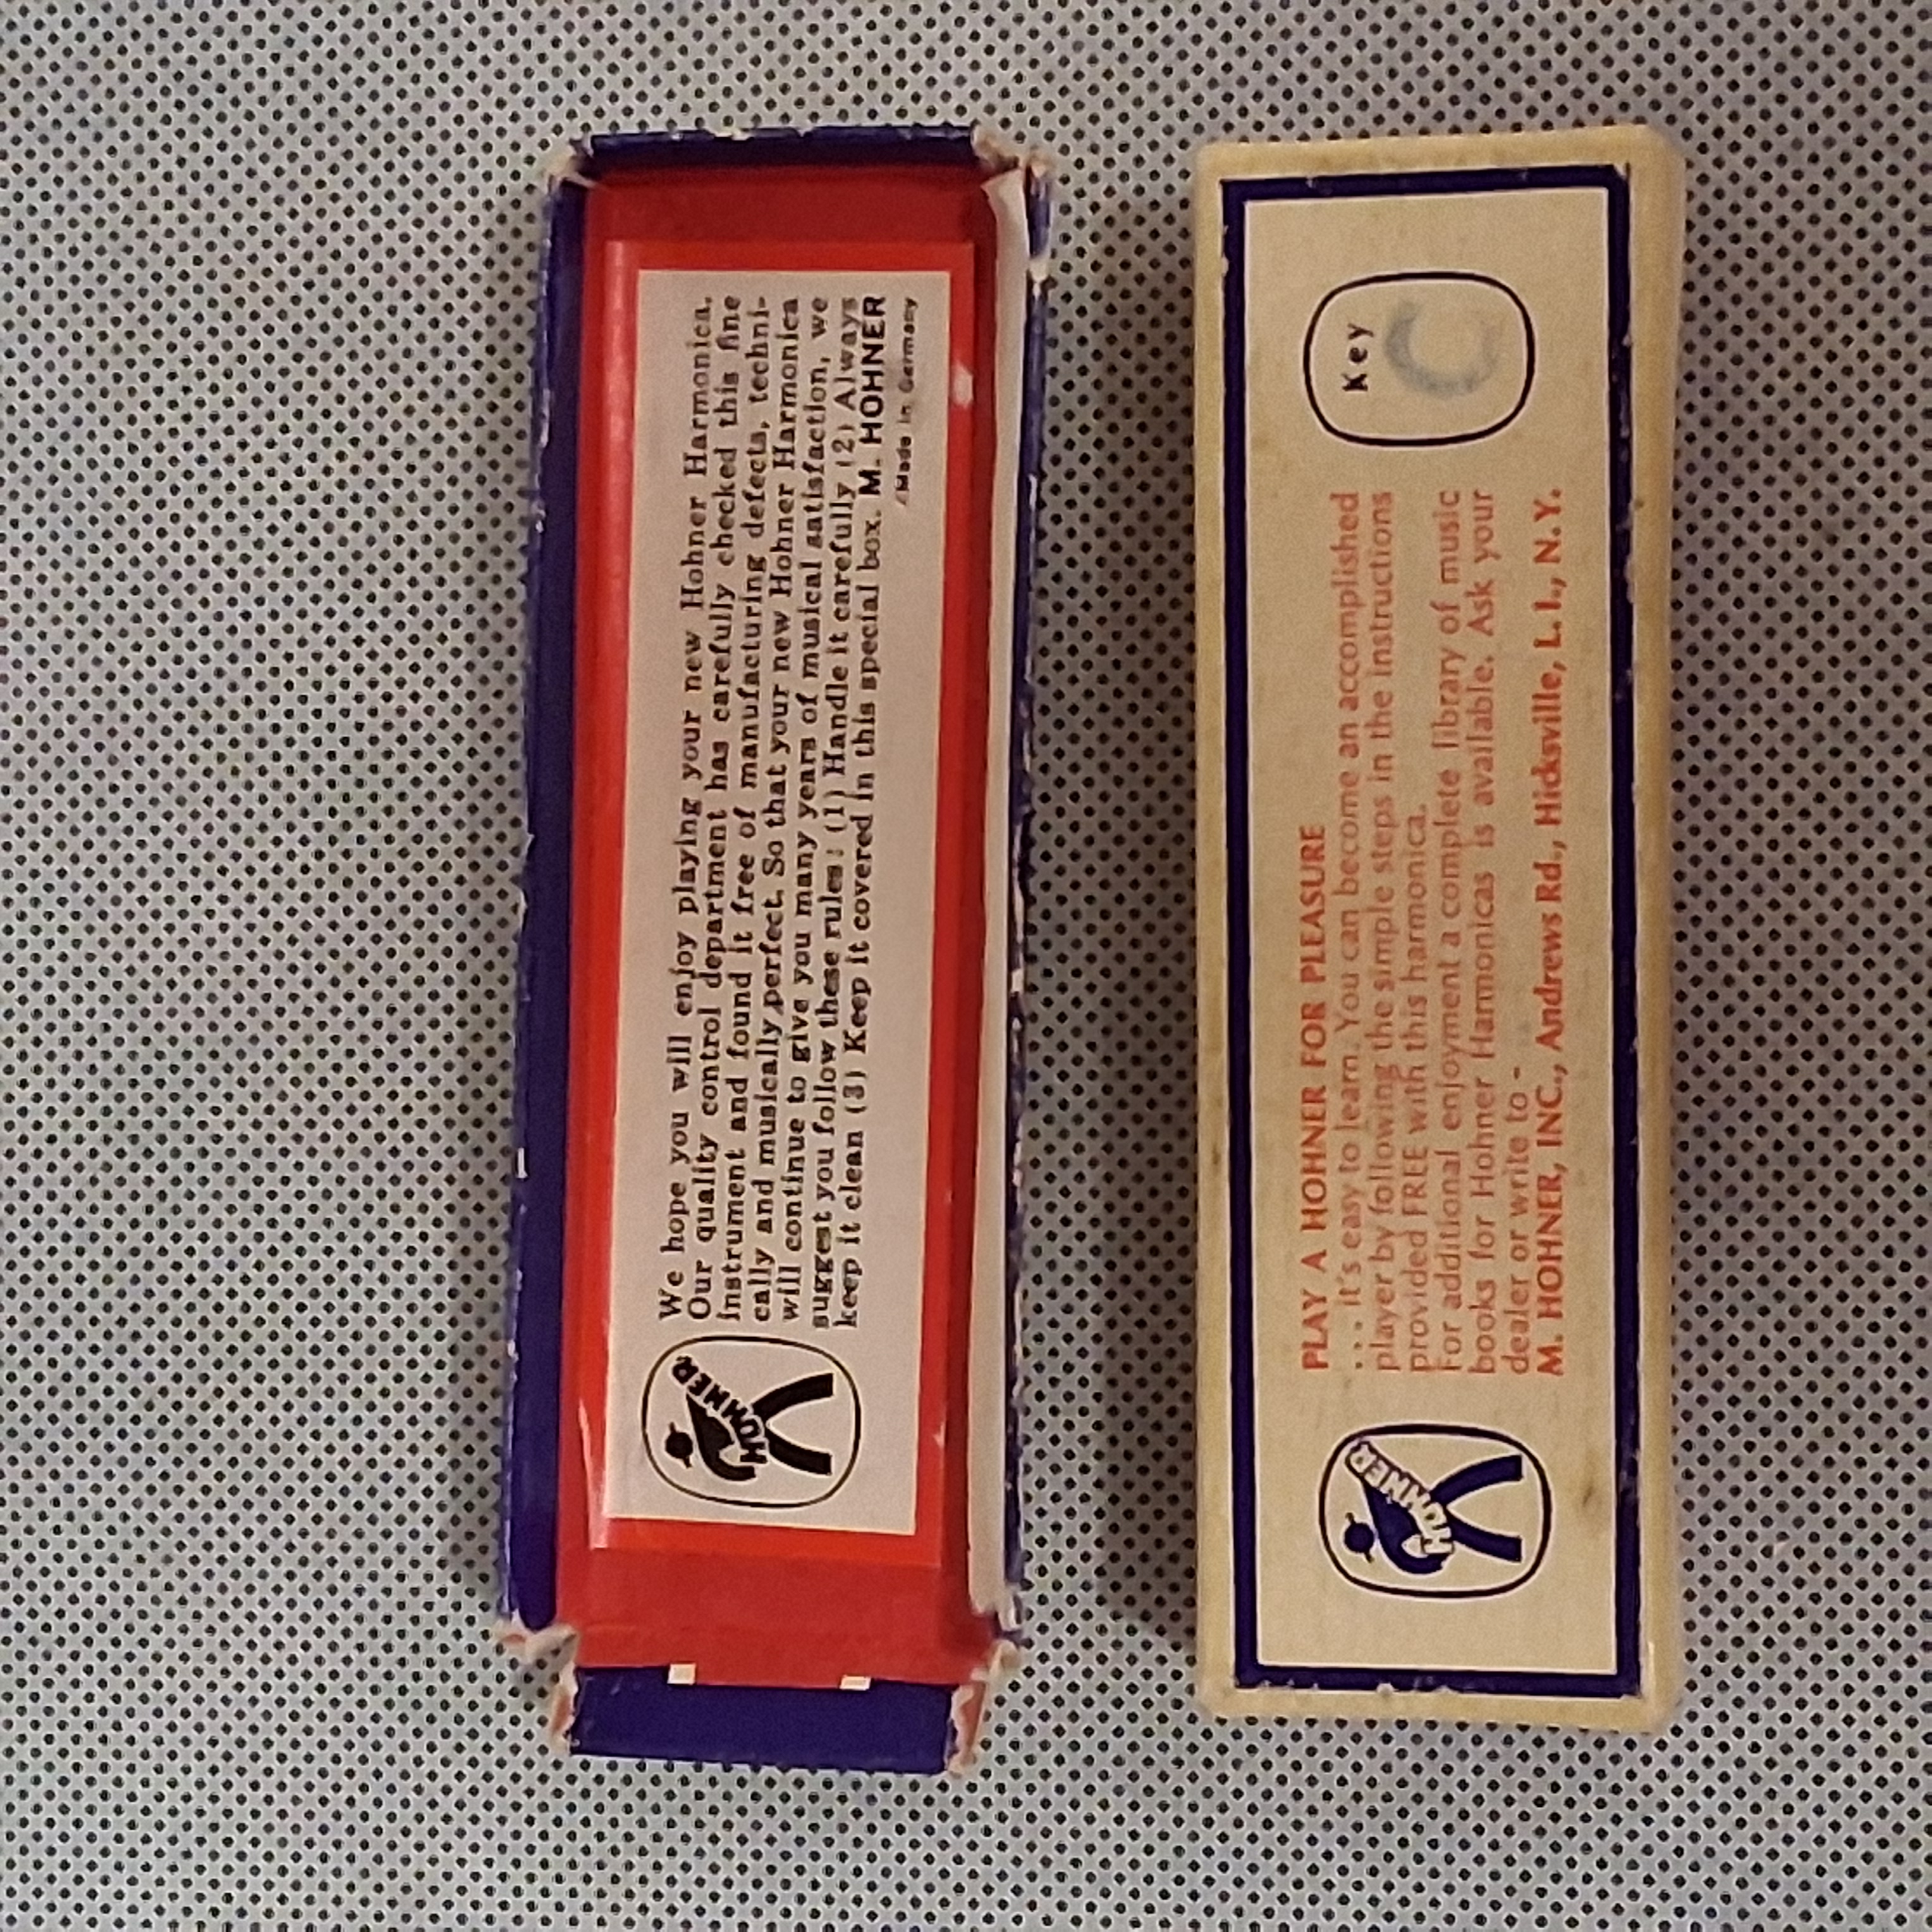 We hope you will enjoy playing your new Hohner Harmonica.
Our quality control department has carefully checked this fine
instrument and found it free of manufacturing defects, techni-
cally and musically perfect. So that your new Hohner Harmonica
will continue to give you many years of musical satisfaction, we
suggest you follow these rules: (1) Handle it carefully (2) Always
keep it clean (3) Keep it covered in this special box. M. HOHNER
Made in Germany
HOHNER
PLAY A HOHNER FOR PLEASURE
... it's easy to learn. You can become an accomplished
player by following the simple steps in the instructions
provided FREE with this harmonica.
For additional enjoyment a complete library of music
books for Hohner Harmonicas is available. Ask your
dealer or write to -
M. HOHNER, INC., Andrews Rd., Hicksville, L. I., N. Y.
HOHNER
Key
C